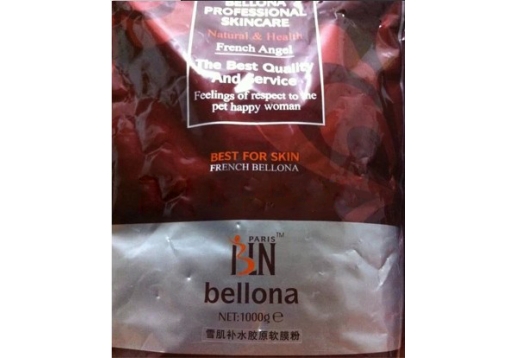 BELLONA
PROFESSIONAL
SKINCARE
Natural & Health
French Angel
The Best Quality
And Service
Feelings of respect to the
pet happy woman
BEST FOR SKIN
FRENCH BELLONA
PARIS TM
BLN
bellona
NET:1000g ℮
雪肌补水胶原软膜粉